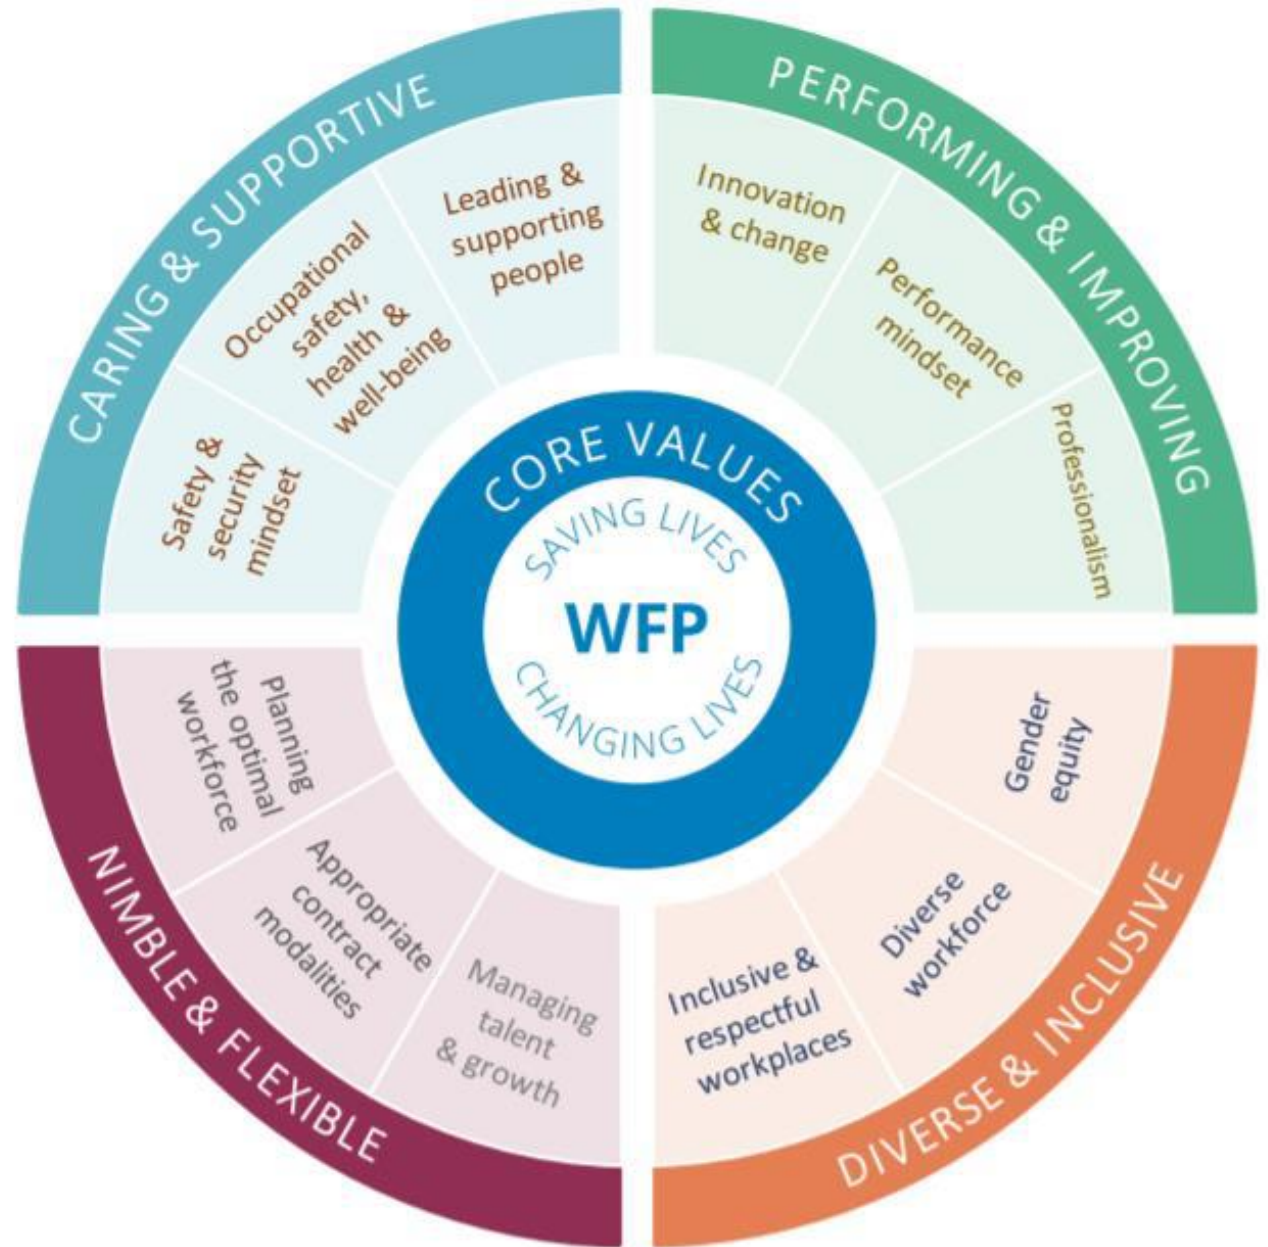 CARING & SUPPORTIVE
Leading &
supporting
people
Occupational
safety,
health &
well-being
Safety &
security
mindset
PERFORMING & IMPROVING
Innovation
& change
Performance
mindset
Professionalism
CORE VALUES
SAVING LIVES
WFP
CHANGING LIVES
NIMBLE & FLEXIBLE
Planning
the optimal
workforce
Appropriate
contract
modalities
Managing
talent
& growth
DIVERSE & INCLUSIVE
Gender
equity
Diverse
workforce
Inclusive &
respectful
workplaces